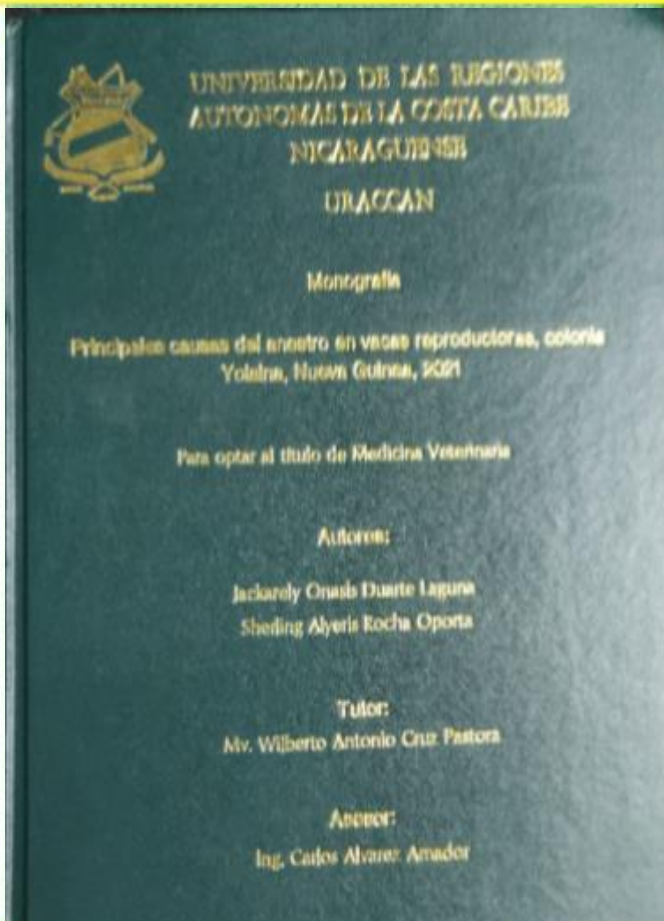 UNIVERSIDAD DE LAS REGIONES
AUTONOMAS DE LA COSTA CARIBE
NICARAGUENSE
URACCAN
Monografía
Principales causas del anestro en vacas reproductoras, colonia
Yolaina, Nueva Guinea, 2021
Para optar al título de Medicina Veterinaria
Autores:
Jackarely Onasis Duarte Laguna
Sherling Alyeris Rocha Oporta
Tutor:
Mv. Wilberto Antonio Cruz Pastora
Asesor:
Ing. Carlos Alvarez Amador